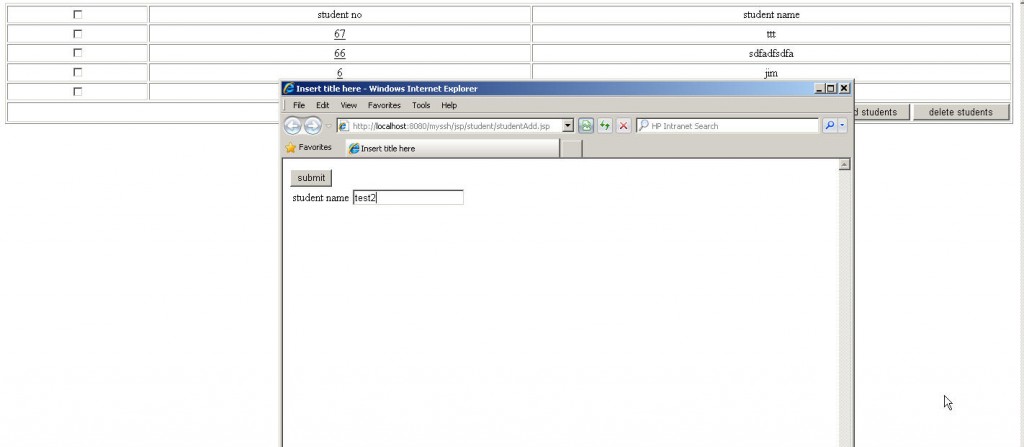 student no student name
67 ttt
66 sdfadfsdfa
6 jim
students delete students
Insert title here - Windows Internet Explorer
File Edit View Favorites Tools Help
http://localhost:8080/myssh/jsp/student/studentAdd.jsp HP Intranet Search
Favorites Insert title here
submit
student name test2